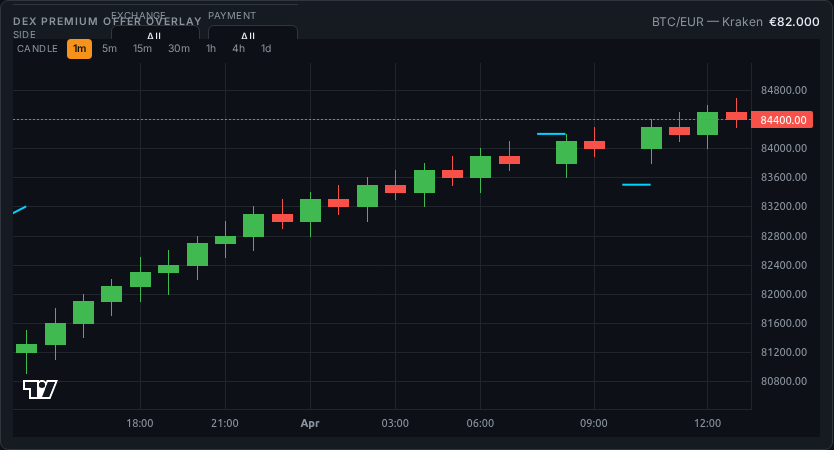 DEX PREMIUM OFFER OVERLAY
EXCHANGE
PAYMENT
BTC/EUR — Kraken €82.000
SIDE
All
All
CANDLE 1m 5m 15m 30m 1h 4h 1d
84800.00
84400.00
84000.00
83600.00
83200.00
82800.00
82400.00
82000.00
81600.00
81200.00
80800.00
18:00 21:00 Apr 03:00 06:00 09:00 12:00